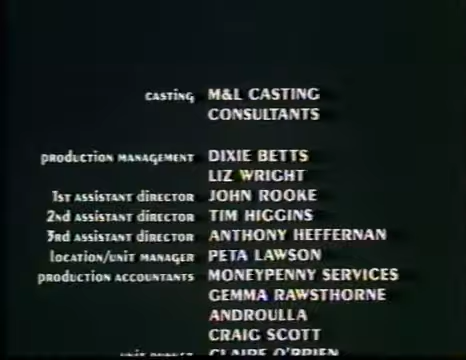 casting M&L CASTING
CONSULTANTS
production MANAGEMENT DIXIE BETTS
LIZ WRIGHT
1st ASSISTANT director JOHN ROOKE
2nd ASSISTANT director TIM HIGGINS
3rd ASSISTANT director ANTHONY HEFFERNAN
location/unit MANAGER PETA LAWSON
production ACCOUNTANTS MONEYPENNY SERVICES
GEMMA RAWSTHORNE
ANDROULLA
CRAIG SCOTT
CLAIRE O'BRIEN